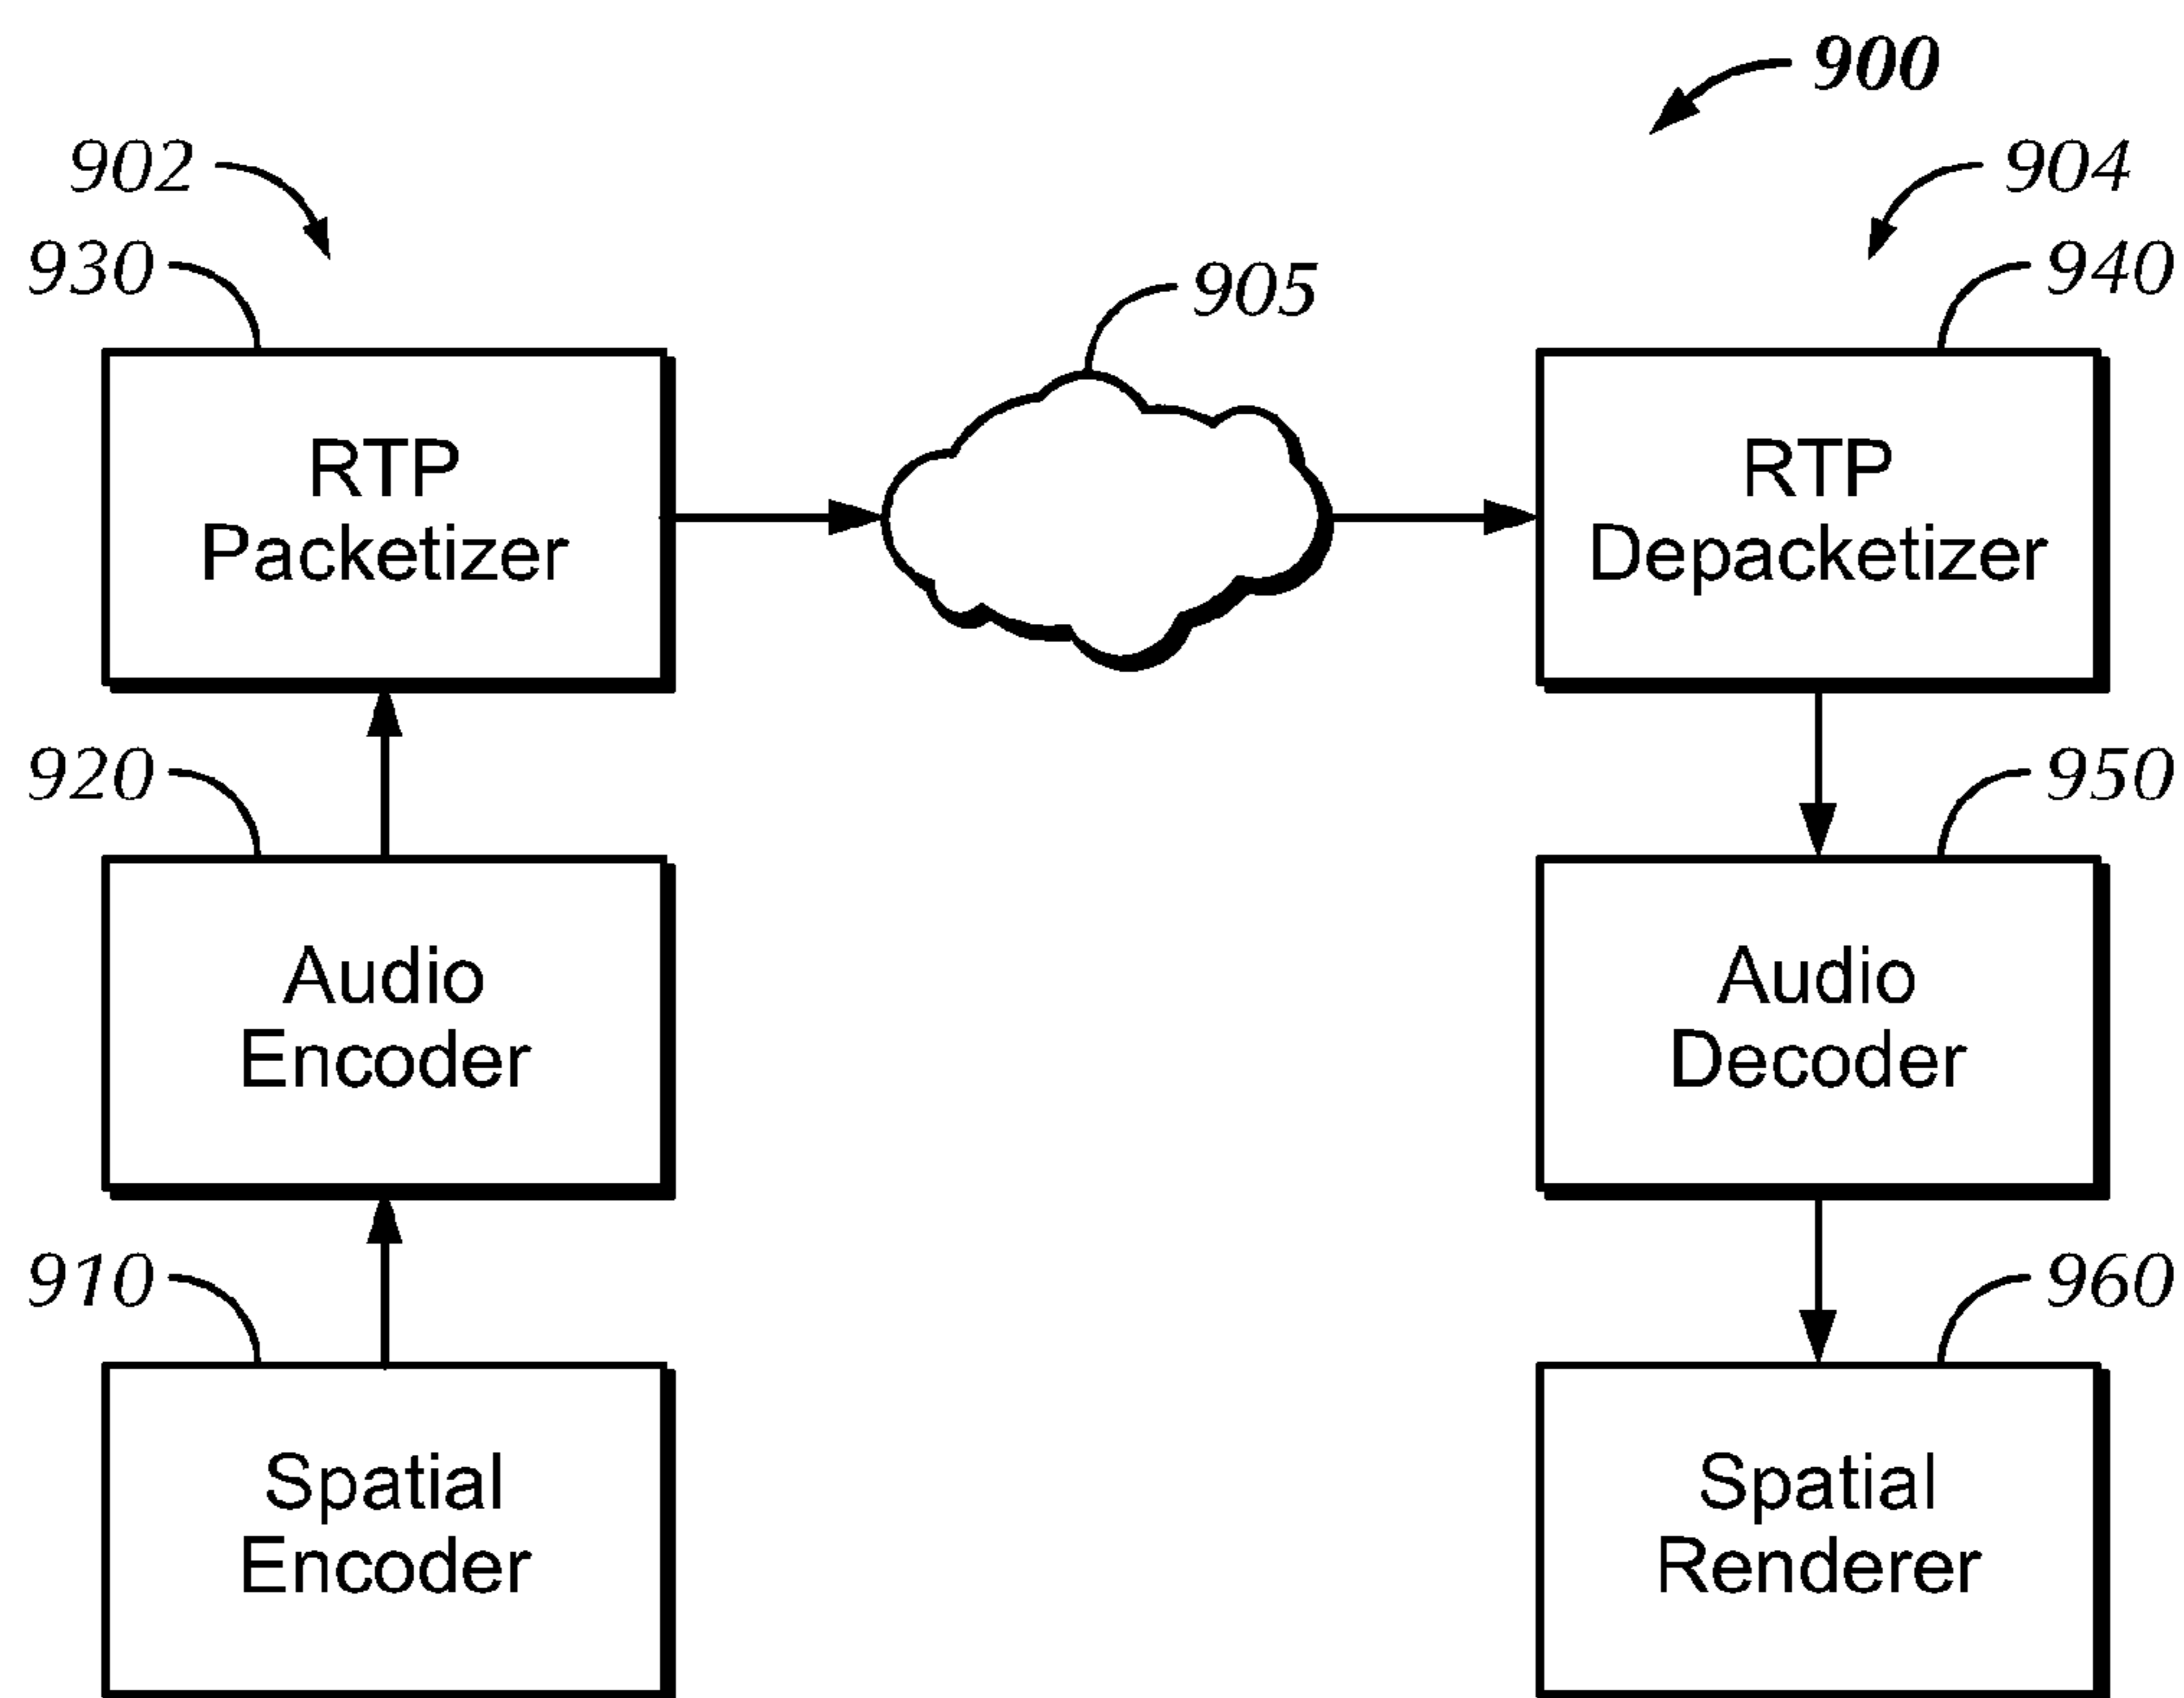 900
902
904
930
905
940
RTP
Packetizer
RTP
Depacketizer
920
950
Audio
Encoder
Audio
Decoder
910
960
Spatial
Encoder
Spatial
Renderer